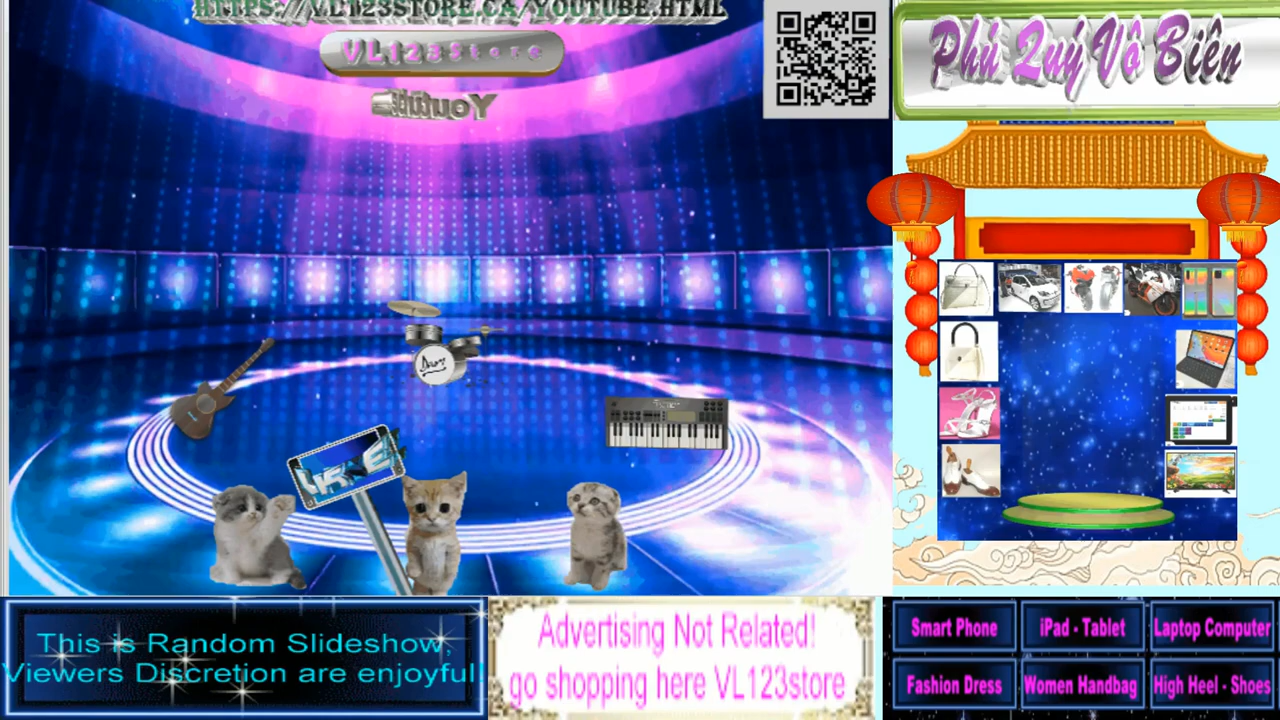 HTTPS://VL123STORE.CA/YOUTUBE.HTML
VL123Store
Phú Quý Vô Biên
This is Random Slideshow,
Viewers Discretion are enjoyful!
Advertising Not Related!
go shopping here VL123store
Smart Phone
iPad - Tablet
Laptop Computer
Fashion Dress
Women Handbag
High Heel - Shoes